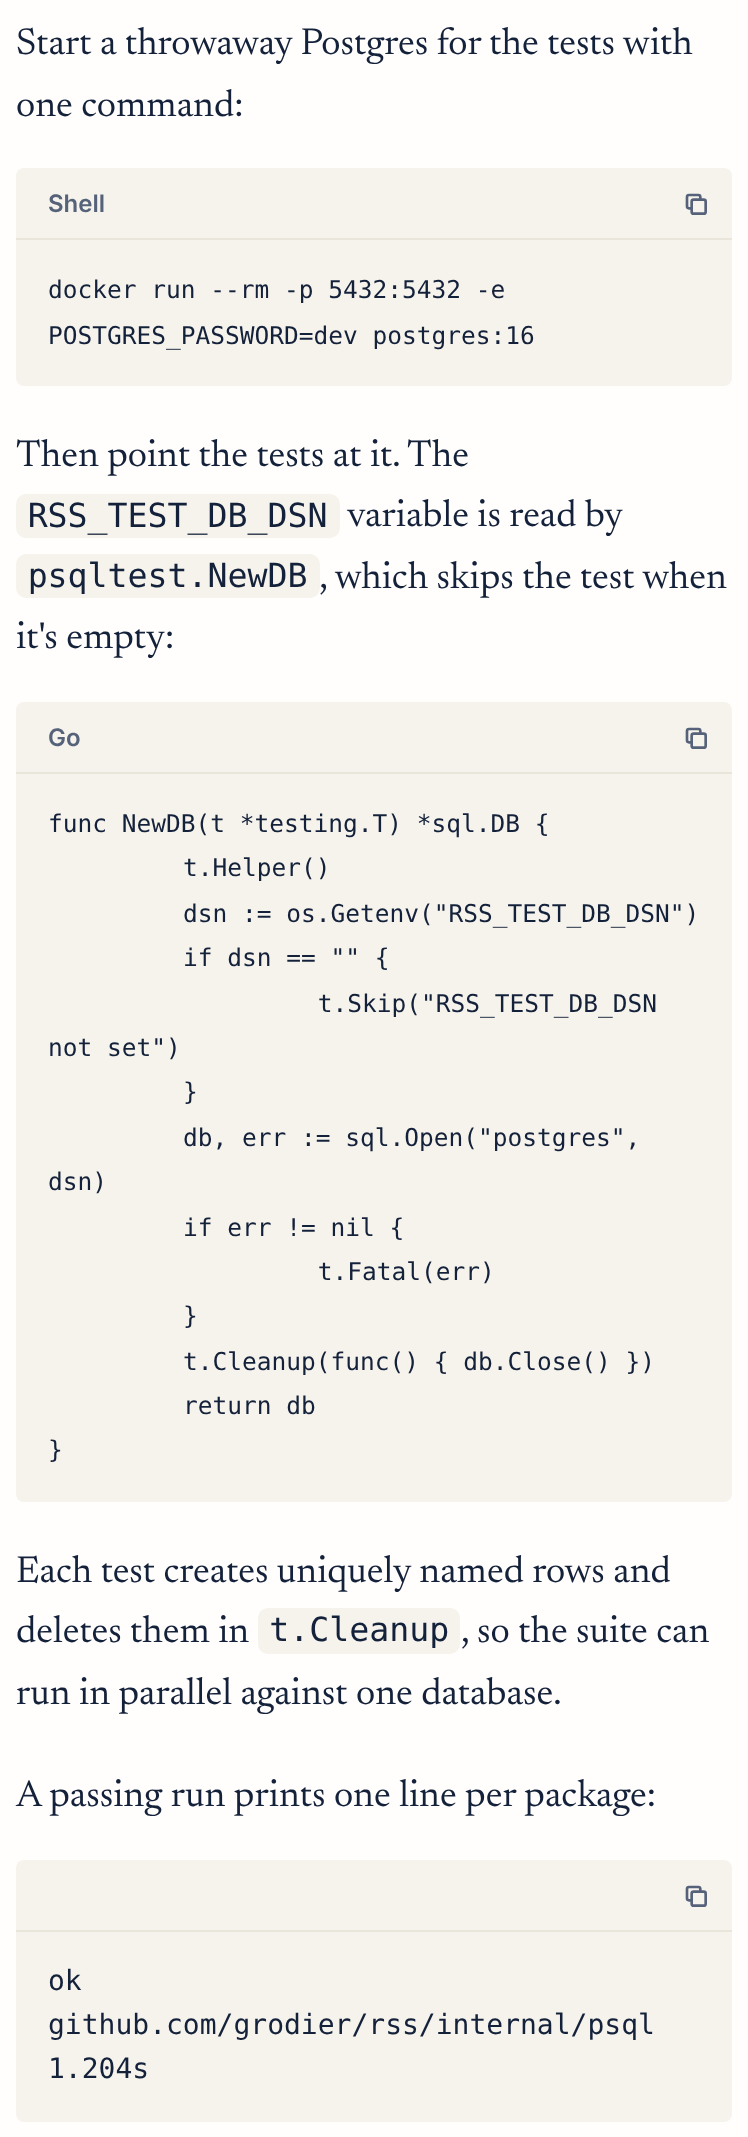 Start a throwaway Postgres for the tests with
one command:
Shell
docker run --rm -p 5432:5432 -e
POSTGRES_PASSWORD=dev postgres:16
Then point the tests at it. The
RSS_TEST_DB_DSN variable is read by
psqltest.NewDB, which skips the test when
it's empty:
Go
func NewDB(t *testing.T) *sql.DB {
        t.Helper()
        dsn := os.Getenv("RSS_TEST_DB_DSN")
        if dsn == "" {
                t.Skip("RSS_TEST_DB_DSN
not set")
        }
        db, err := sql.Open("postgres",
dsn)
        if err != nil {
                t.Fatal(err)
        }
        t.Cleanup(func() { db.Close() })
        return db
}
Each test creates uniquely named rows and
deletes them in t.Cleanup, so the suite can
run in parallel against one database.
A passing run prints one line per package:
ok
github.com/grodier/rss/internal/psql
1.204s